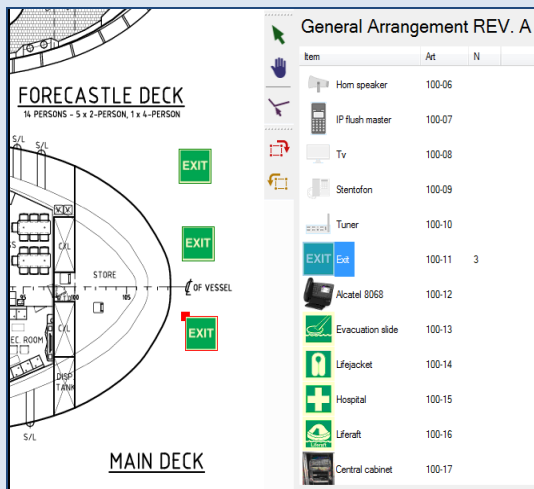 FORECASTLE DECK
14 PERSONS - 5 x 2-PERSON, 1 x 4-PERSON
S/L
S/L
EXIT
V.
V
EXIT
C/L
STORE
95
100
105
OF VESSEL
C/L
EXIT
EC. ROOM
DISP
TANK
S/L
MAIN DECK
General Arrangement REV. A
Item Art N
Horn speaker 100-06
IP flush master 100-07
Tv 100-08
Stentofon 100-09
Tuner 100-10
EXIT Exit 100-11 3
Alcatel 8068 100-12
Evacuation slide 100-13
Lifejacket 100-14
Hospital 100-15
Liferaft Liferaft 100-16
Central cabinet 100-17